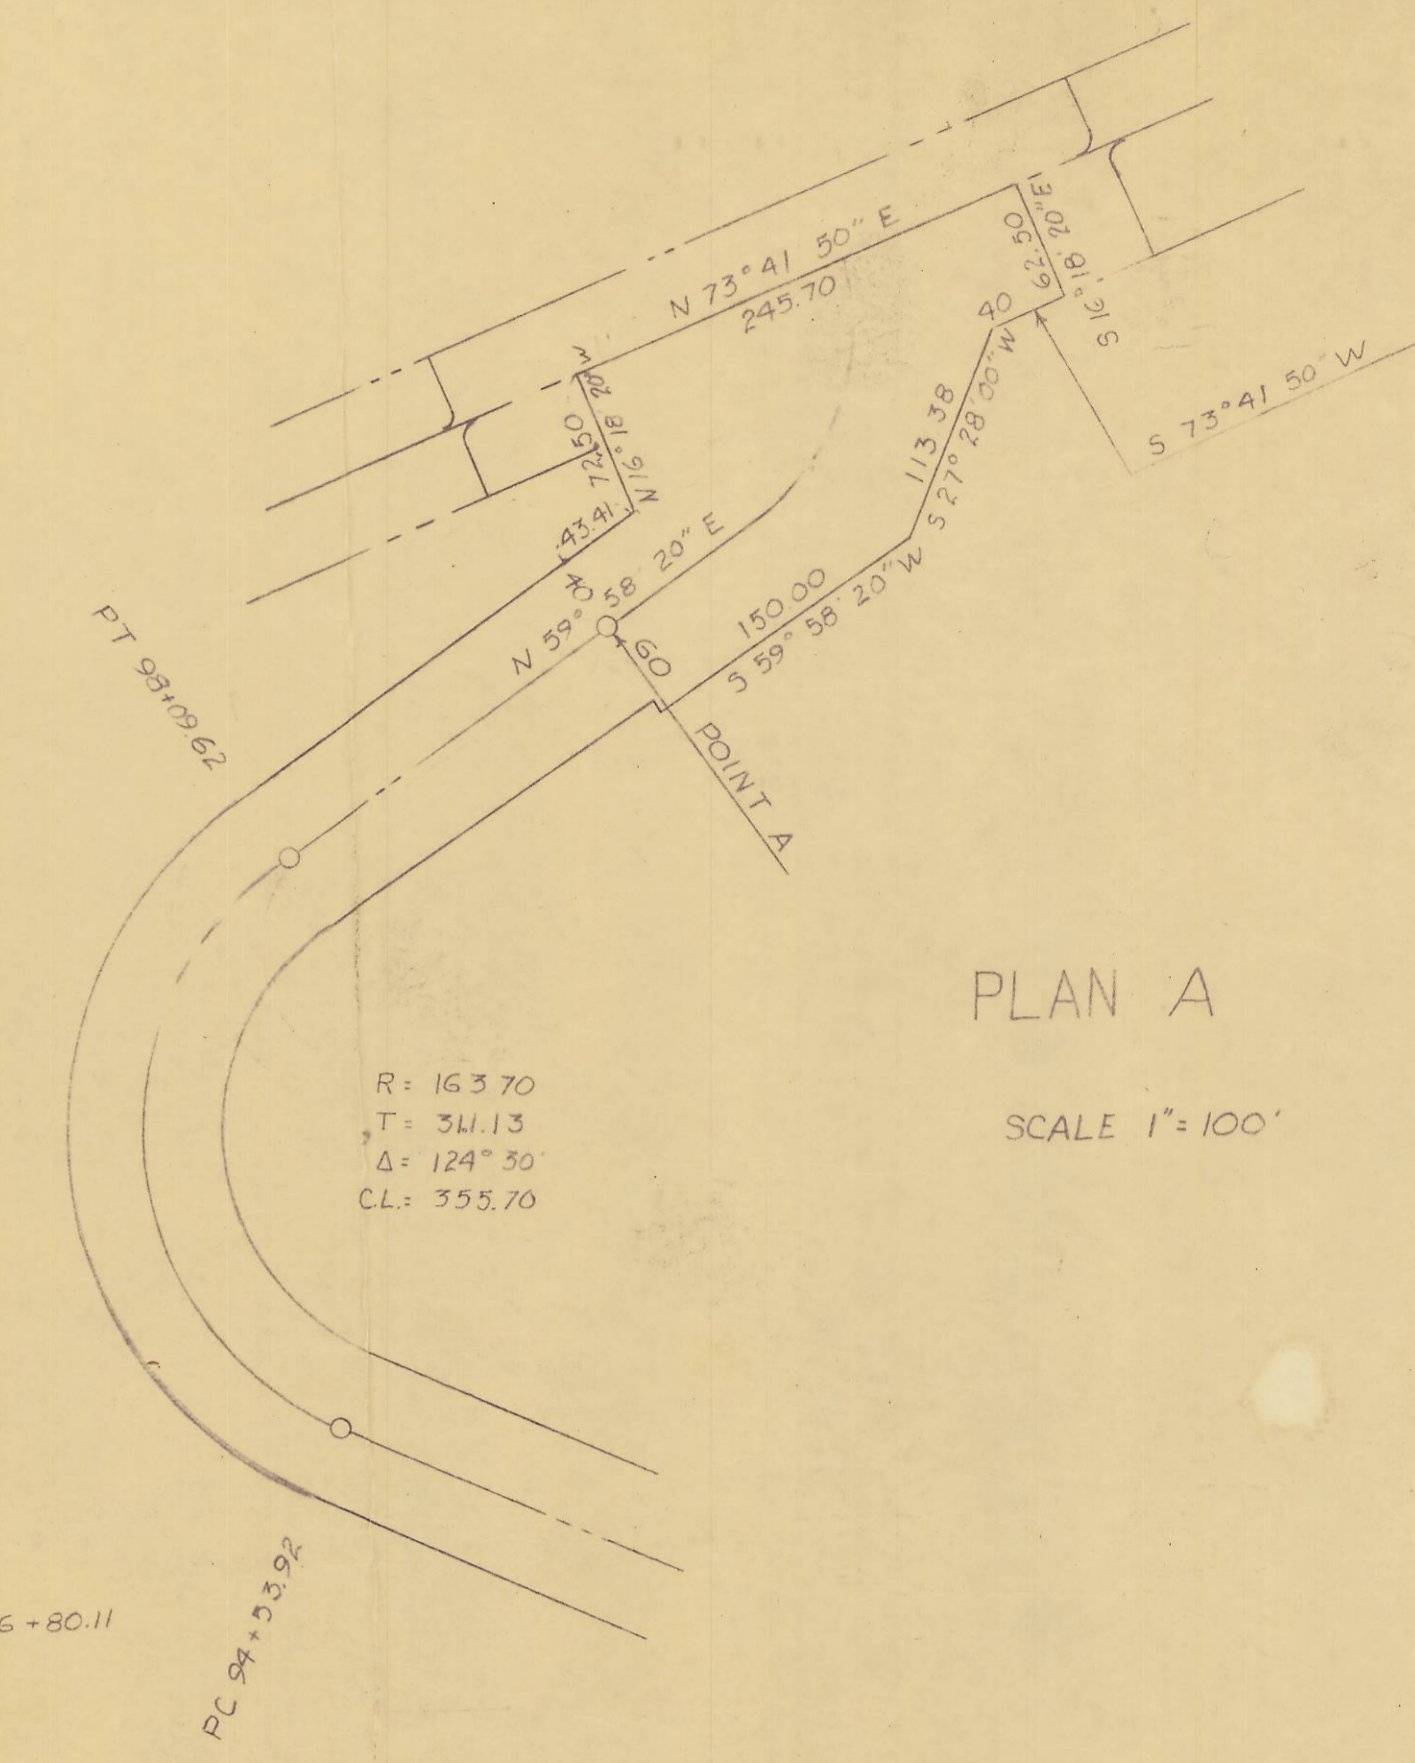 N 73° 41' 50" E
245.70
62.50
S 16° 18' 20" E
40
S 73° 41' 50" W
72.50
N 16° 18' 20" W
113.38
S 27° 28' 00" W
43.41
40
N 59° 58' 20" E
60
150.00
S 59° 58' 20" W
POINT A
PT 98+09.62
PLAN A
SCALE 1"= 100'
R= 163.70
T= 311.13
Δ= 124° 30'
C.L.= 355.70
PC 94+53.92
6 +80.11